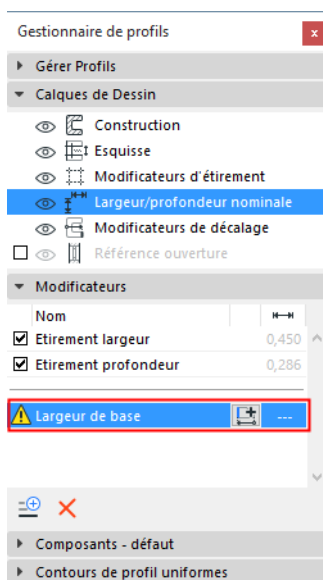 Gestionnaire de profils
x
Gérer Profils
Calques de Dessin
Construction
Esquisse
Modificateurs d'étirement
Largeur/profondeur nominale
Modificateurs de décalage
Référence ouverture
Modificateurs
Nom
Etirement largeur 0,450
Etirement profondeur 0,286
Largeur de base ---
Composants - défaut
Contours de profil uniformes